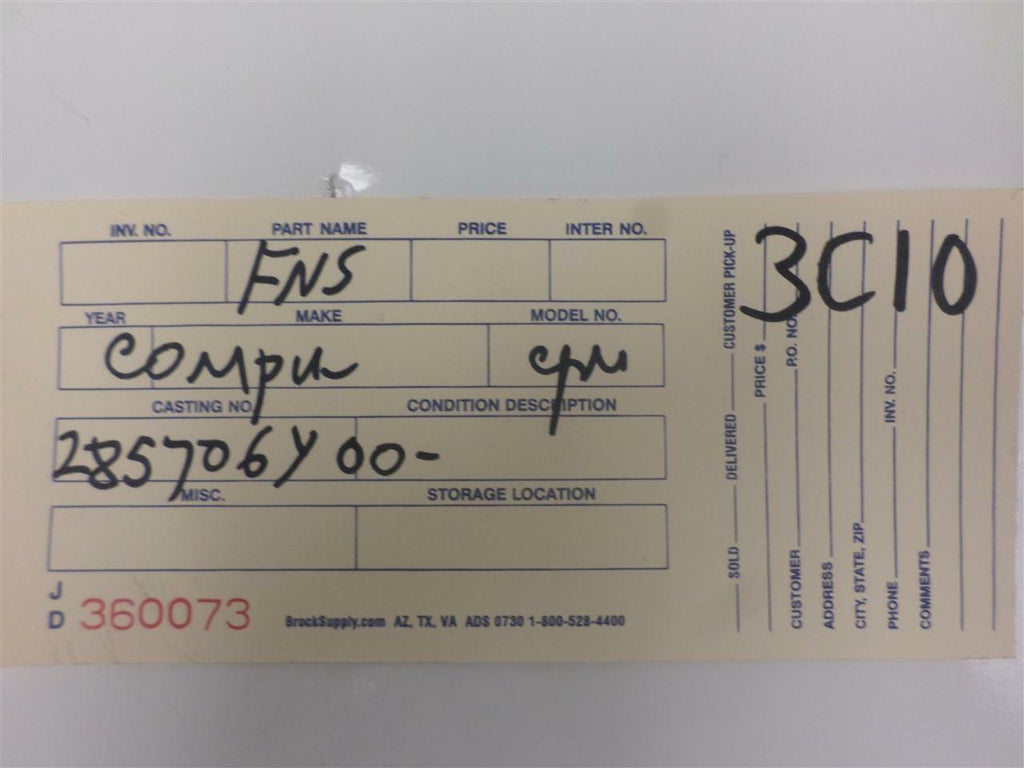 INV. NO. PART NAME PRICE INTER NO.
FNS
YEAR MAKE MODEL NO.
Compu cpu
CASTING NO. CONDITION DESCRIPTION
285706Y00-
MISC. STORAGE LOCATION
J
D 360073 BrockSupply.com AZ, TX, VA ADS 0730 1-800-528-4400
3C10
SOLD DELIVERED CUSTOMER PICK-UP
PRICE $
CUSTOMER P.O. NO.
ADDRESS
CITY, STATE, ZIP
PHONE INV. NO.
COMMENTS